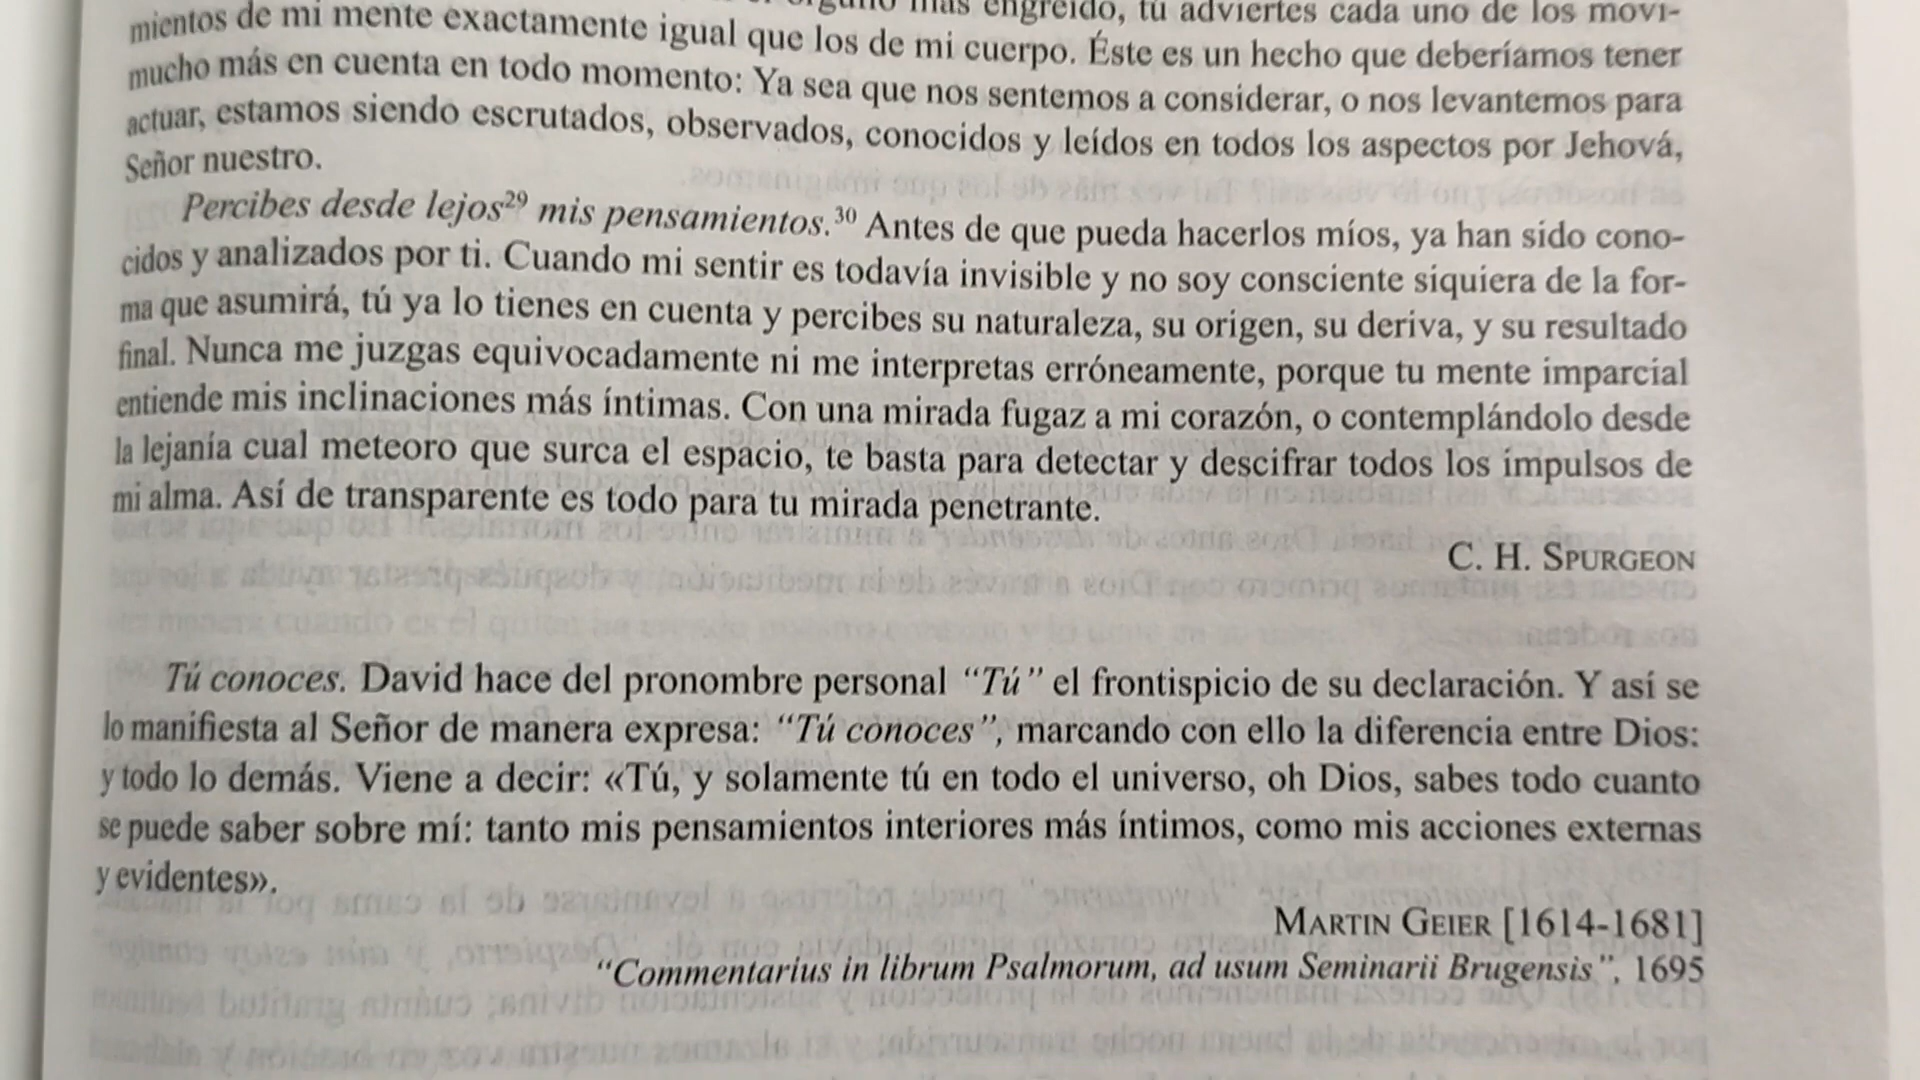 más engreído, tú adviertes cada uno de los movi-
mientos de mi mente exactamente igual que los de mi cuerpo. Éste es un hecho que deberíamos tener
mucho más en cuenta en todo momento: Ya sea que nos sentemos a considerar, o nos levantemos para
actuar, estamos siendo escrutados, observados, conocidos y leídos en todos los aspectos por Jehová,
Señor nuestro.
Percibes desde lejos²⁹ mis pensamientos.³⁰ Antes de que pueda hacerlos míos, ya han sido cono-
cidos y analizados por ti. Cuando mi sentir es todavía invisible y no soy consciente siquiera de la for-
ma que asumirá, tú ya lo tienes en cuenta y percibes su naturaleza, su origen, su deriva, y su resultado
final. Nunca me juzgas equivocadamente ni me interpretas erróneamente, porque tu mente imparcial
entiende mis inclinaciones más íntimas. Con una mirada fugaz a mi corazón, o contemplándolo desde
la lejanía cual meteoro que surca el espacio, te basta para detectar y descifrar todos los impulsos de
mi alma. Así de transparente es todo para tu mirada penetrante.
C. H. SPURGEON
Tú conoces. David hace del pronombre personal “Tú” el frontispicio de su declaración. Y así se
lo manifiesta al Señor de manera expresa: “Tú conoces”, marcando con ello la diferencia entre Dios:
y todo lo demás. Viene a decir: «Tú, y solamente tú en todo el universo, oh Dios, sabes todo cuanto
se puede saber sobre mí: tanto mis pensamientos interiores más íntimos, como mis acciones externas
y evidentes».
MARTIN GEIER [1614-1681]
“Commentarius in librum Psalmorum, ad usum Seminarii Brugensis”, 1695